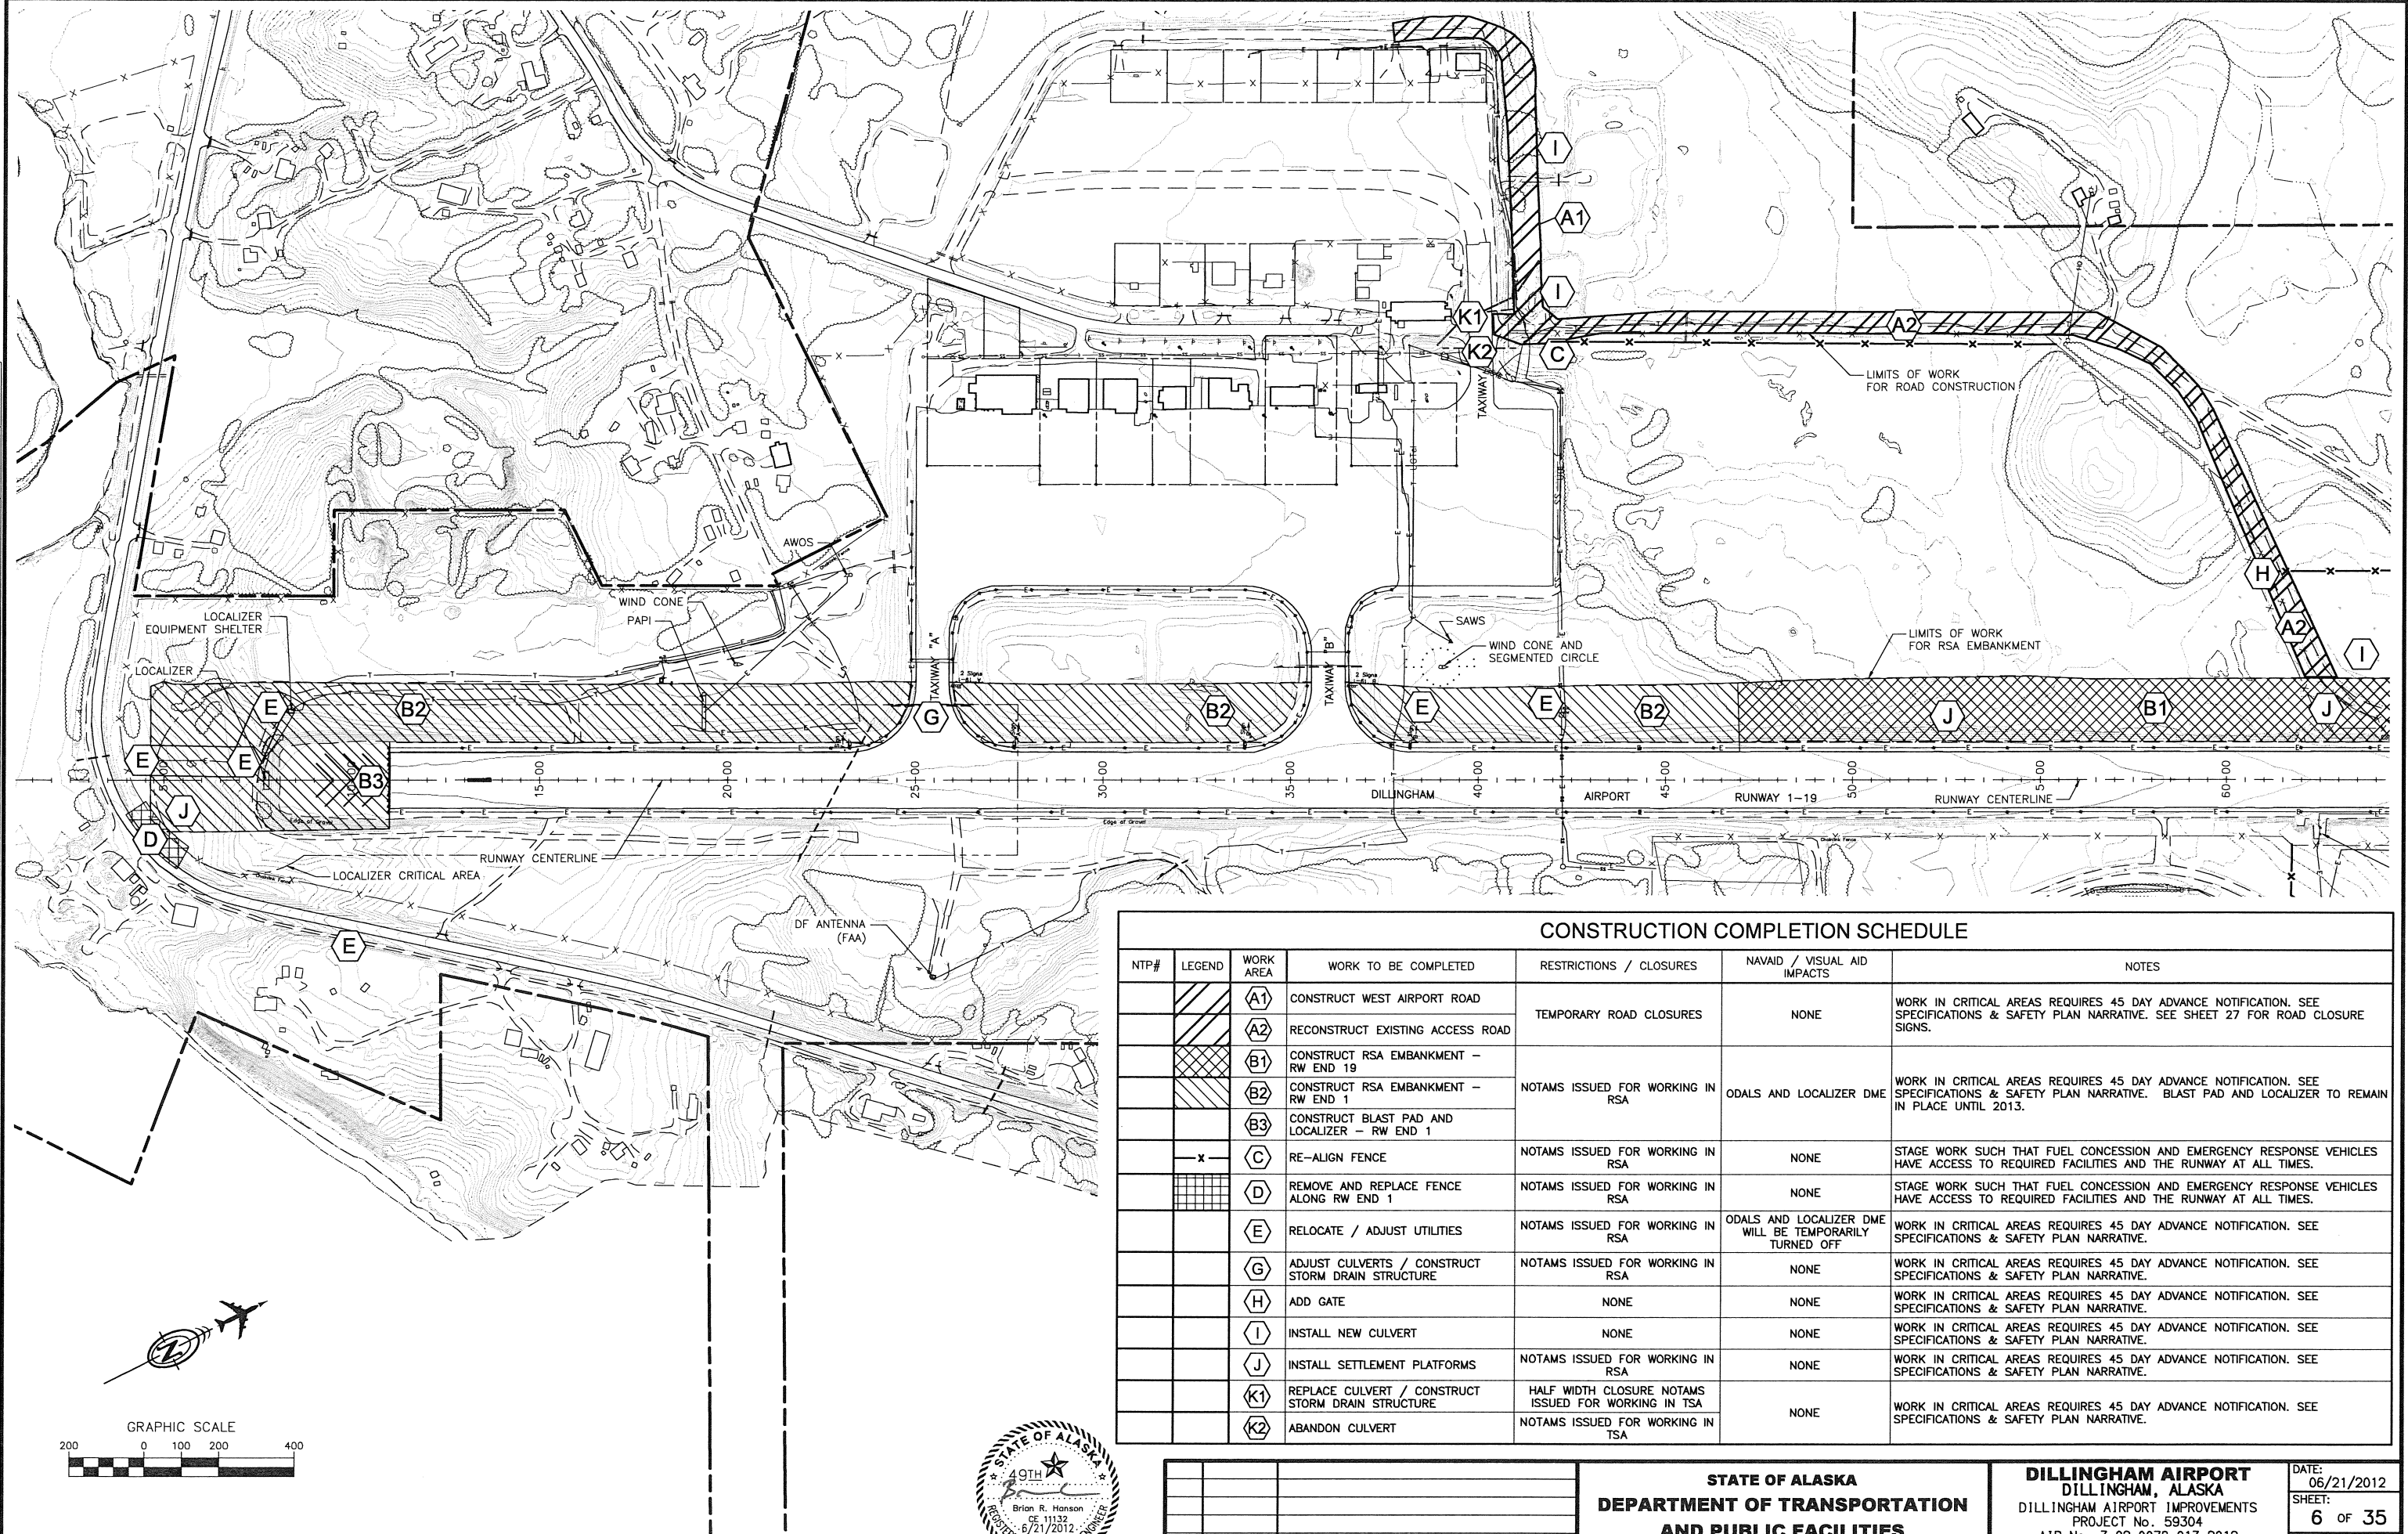 I
A1
I
K1
K2
C
A2
LIMITS OF WORK
FOR ROAD CONSTRUCTION
TAXIWAY
AWOS
WIND CONE
PAPI
LOCALIZER
EQUIPMENT SHELTER
LOCALIZER
SAWS
WIND CONE AND
SEGMENTED CIRCLE
LIMITS OF WORK
FOR RSA EMBANKMENT
H
A2
I
TAXIWAY "A"
TAXIWAY "B"
2 Signs
2 Signs
E
B2
G
B2
E
E
B2
J
B1
J
E
E
B3
J
D
15+00
20+00
25+00
30+00
35+00
40+00
45+00
50+00
55+00
60+00
DILLINGHAM
AIRPORT
RUNWAY 1-19
RUNWAY CENTERLINE
Edge of Gravel
Edge of Gravel
RUNWAY CENTERLINE
LOCALIZER CRITICAL AREA
DF ANTENNA
(FAA)
E
CONSTRUCTION COMPLETION SCHEDULE
NTP# LEGEND WORK AREA WORK TO BE COMPLETED RESTRICTIONS / CLOSURES NAVAID / VISUAL AID IMPACTS NOTES
A1 CONSTRUCT WEST AIRPORT ROAD
A2 RECONSTRUCT EXISTING ACCESS ROAD
TEMPORARY ROAD CLOSURES
NONE
WORK IN CRITICAL AREAS REQUIRES 45 DAY ADVANCE NOTIFICATION. SEE
SPECIFICATIONS & SAFETY PLAN NARRATIVE. SEE SHEET 27 FOR ROAD CLOSURE
SIGNS.
B1 CONSTRUCT RSA EMBANKMENT –
RW END 19
B2 CONSTRUCT RSA EMBANKMENT –
RW END 1
B3 CONSTRUCT BLAST PAD AND
LOCALIZER – RW END 1
NOTAMS ISSUED FOR WORKING IN
RSA
ODALS AND LOCALIZER DME
WORK IN CRITICAL AREAS REQUIRES 45 DAY ADVANCE NOTIFICATION. SEE
SPECIFICATIONS & SAFETY PLAN NARRATIVE. BLAST PAD AND LOCALIZER TO REMAIN
IN PLACE UNTIL 2013.
x C RE-ALIGN FENCE
NOTAMS ISSUED FOR WORKING IN
RSA
NONE
STAGE WORK SUCH THAT FUEL CONCESSION AND EMERGENCY RESPONSE VEHICLES
HAVE ACCESS TO REQUIRED FACILITIES AND THE RUNWAY AT ALL TIMES.
D REMOVE AND REPLACE FENCE
ALONG RW END 1
NOTAMS ISSUED FOR WORKING IN
RSA
NONE
STAGE WORK SUCH THAT FUEL CONCESSION AND EMERGENCY RESPONSE VEHICLES
HAVE ACCESS TO REQUIRED FACILITIES AND THE RUNWAY AT ALL TIMES.
E RELOCATE / ADJUST UTILITIES
NOTAMS ISSUED FOR WORKING IN
RSA
ODALS AND LOCALIZER DME
WILL BE TEMPORARILY
TURNED OFF
WORK IN CRITICAL AREAS REQUIRES 45 DAY ADVANCE NOTIFICATION. SEE
SPECIFICATIONS & SAFETY PLAN NARRATIVE.
G ADJUST CULVERTS / CONSTRUCT
STORM DRAIN STRUCTURE
NOTAMS ISSUED FOR WORKING IN
RSA
NONE
WORK IN CRITICAL AREAS REQUIRES 45 DAY ADVANCE NOTIFICATION. SEE
SPECIFICATIONS & SAFETY PLAN NARRATIVE.
H ADD GATE
NONE
NONE
WORK IN CRITICAL AREAS REQUIRES 45 DAY ADVANCE NOTIFICATION. SEE
SPECIFICATIONS & SAFETY PLAN NARRATIVE.
I INSTALL NEW CULVERT
NONE
NONE
WORK IN CRITICAL AREAS REQUIRES 45 DAY ADVANCE NOTIFICATION. SEE
SPECIFICATIONS & SAFETY PLAN NARRATIVE.
J INSTALL SETTLEMENT PLATFORMS
NOTAMS ISSUED FOR WORKING IN
RSA
NONE
WORK IN CRITICAL AREAS REQUIRES 45 DAY ADVANCE NOTIFICATION. SEE
SPECIFICATIONS & SAFETY PLAN NARRATIVE.
K1 REPLACE CULVERT / CONSTRUCT
STORM DRAIN STRUCTURE
HALF WIDTH CLOSURE NOTAMS
ISSUED FOR WORKING IN TSA
K2 ABANDON CULVERT
NOTAMS ISSUED FOR WORKING IN
TSA
NONE
WORK IN CRITICAL AREAS REQUIRES 45 DAY ADVANCE NOTIFICATION. SEE
SPECIFICATIONS & SAFETY PLAN NARRATIVE.
GRAPHIC SCALE
200 0 100 200 400
STATE OF ALASKA
49TH
Brian R. Hanson
CE 11132
6/21/2012
STATE OF ALASKA
DEPARTMENT OF TRANSPORTATION
AND PUBLIC FACILITIES
DILLINGHAM AIRPORT
DILLINGHAM, ALASKA
DILLINGHAM AIRPORT IMPROVEMENTS
PROJECT No. 59304
DATE:
06/21/2012
SHEET:
6 OF 35